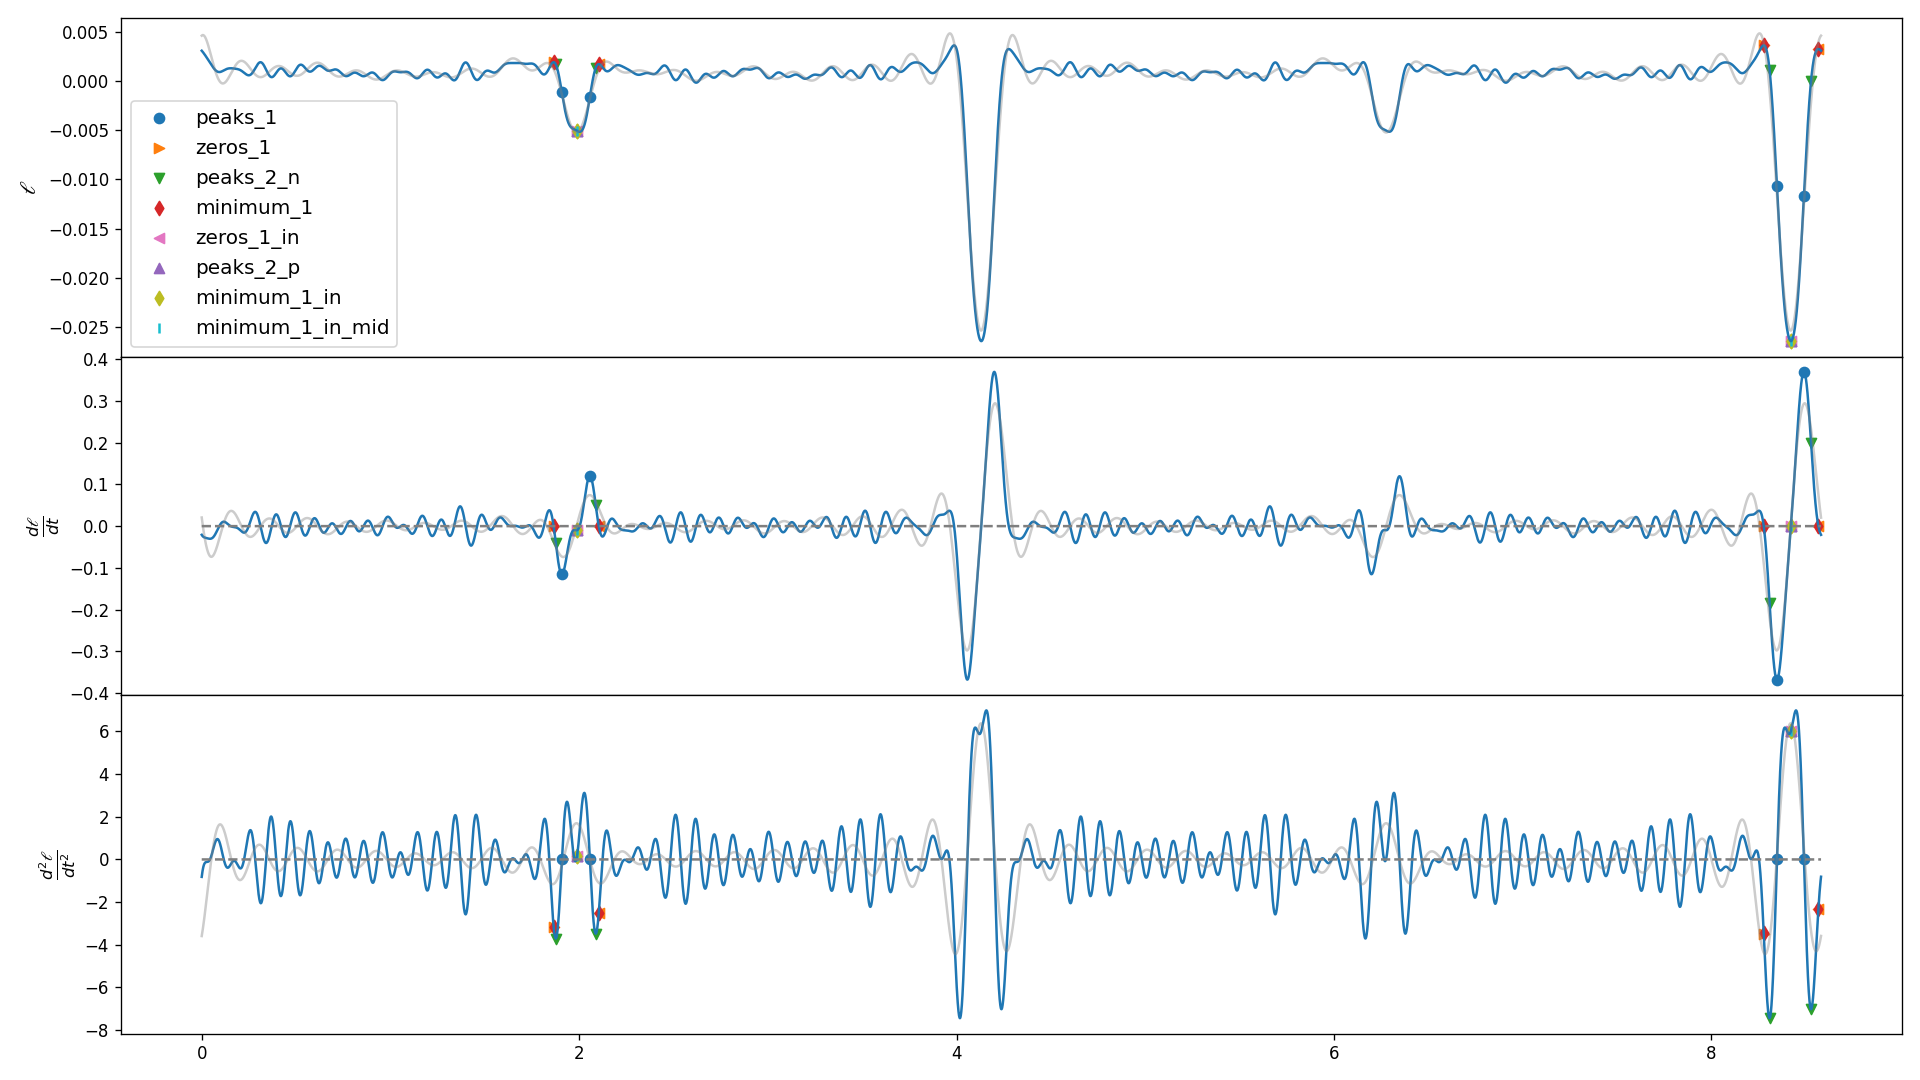 0.005
0.000
−0.005
−0.010
−0.015
−0.020
−0.025
ℓ
peaks_1
zeros_1
peaks_2_n
minimum_1
zeros_1_in
peaks_2_p
minimum_1_in
minimum_1_in_mid
0.4
0.3
0.2
0.1
0.0
−0.1
−0.2
−0.3
−0.4
dℓ
dt
6
4
2
0
−2
−4
−6
−8
d²ℓ
dt²
0 2 4 6 8